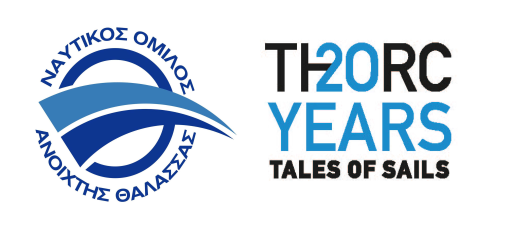 ΝΑΥΤΙΚΟΣ ΟΜΙΛΟΣ
ΑΝΟΙΧΤΗΣ ΘΑΛΑΣΣΑΣ
TH20RC
YEARS
TALES OF SAILS